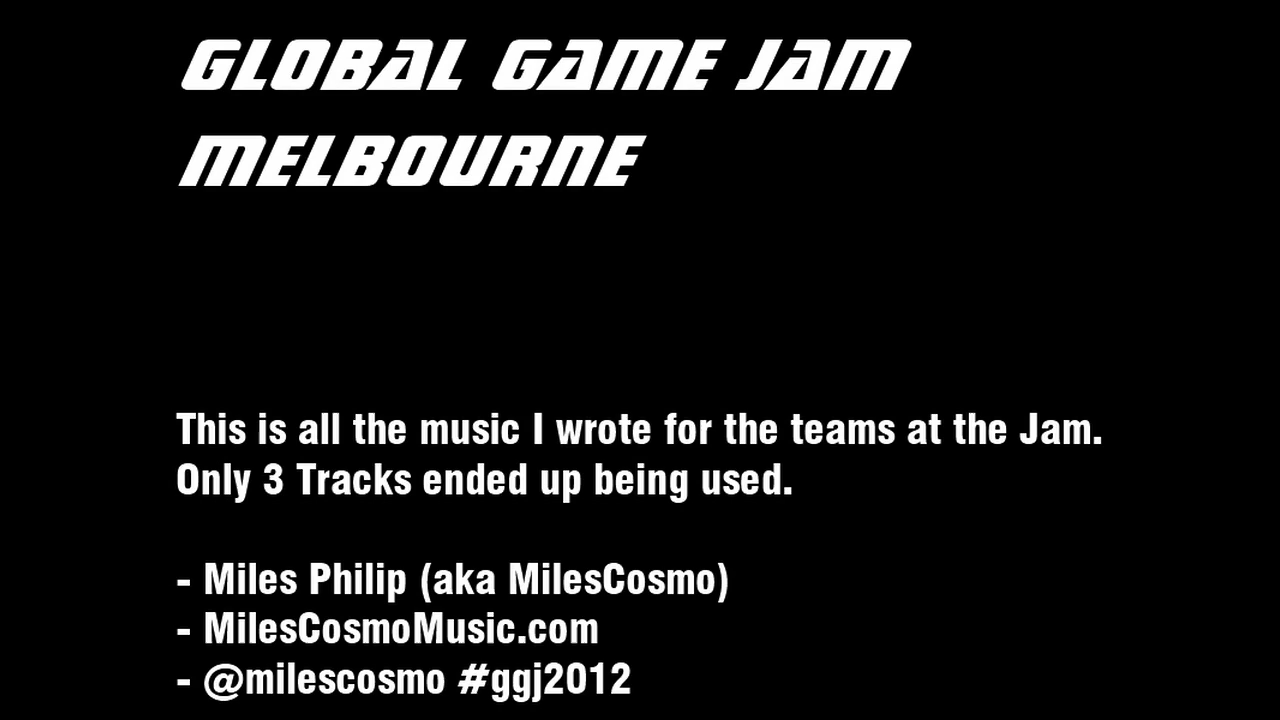 GLOBAL GAME JAM
MELBOURNE
This is all the music I wrote for the teams at the Jam.
Only 3 Tracks ended up being used.
- Miles Philip (aka MilesCosmo)
- MilesCosmoMusic.com
- @milescosmo #ggj2012